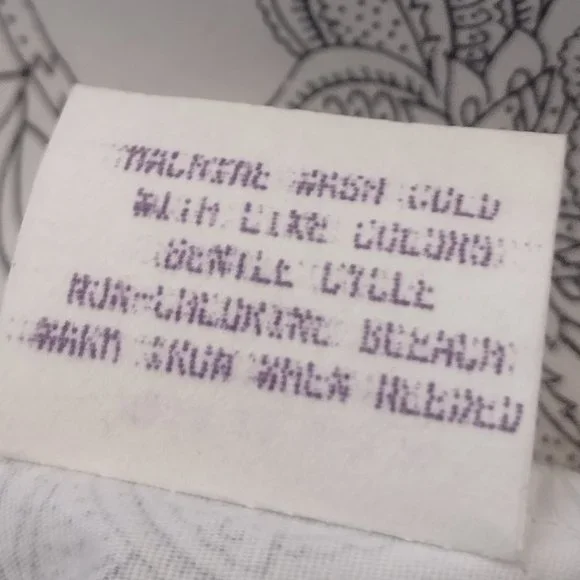 MACHINE WASH COLD
WITH LIKE COLORS
GENTLE CYCLE
NON-CHLORINE BLEACH
WARM IRON WHEN NEEDED